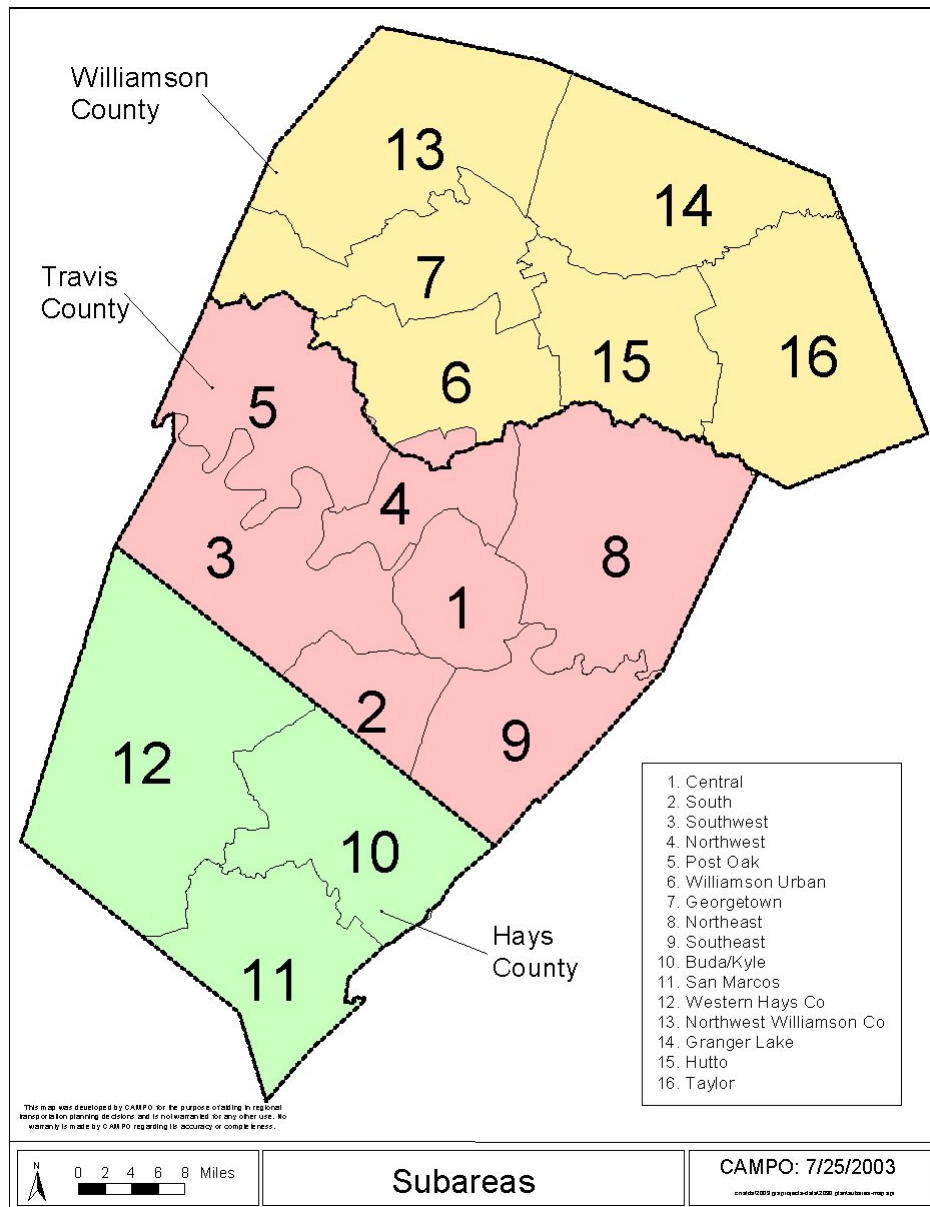 Williamson
County
13
14
Travis
County
7
16
15
6
5
4
3
8
1
2
9
12
10
Hays
County
11
1. Central
2. South
3. Southwest
4. Northwest
5. Post Oak
6. Williamson Urban
7. Georgetown
8. Northeast
9. Southeast
10. Buda/Kyle
11. San Marcos
12. Western Hays Co
13. Northwest Williamson Co
14. Granger Lake
15. Hutto
16. Taylor
This map was developed by CAMPO for the purpose of aiding in regional
transportation planning decisions and is not warranted for any other use. No
warranty is made by CAMPO regarding its accuracy or completeness.
N
0 2 4 6 8 Miles
Subareas
CAMPO: 7/25/2003